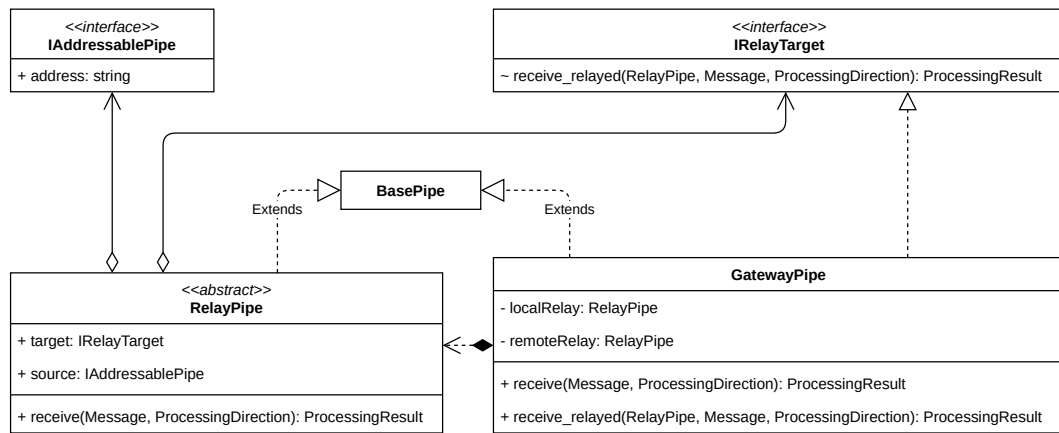 <<interface>>
IAddressablePipe
+ address: string
<<interface>>
IRelayTarget
~ receive_relayed(RelayPipe, Message, ProcessingDirection): ProcessingResult
BasePipe
Extends
Extends
<<abstract>>
RelayPipe
+ target: IRelayTarget
+ source: IAddressablePipe
+ receive(Message, ProcessingDirection): ProcessingResult
GatewayPipe
- localRelay: RelayPipe
- remoteRelay: RelayPipe
+ receive(Message, ProcessingDirection): ProcessingResult
+ receive_relayed(RelayPipe, Message, ProcessingDirection): ProcessingResult